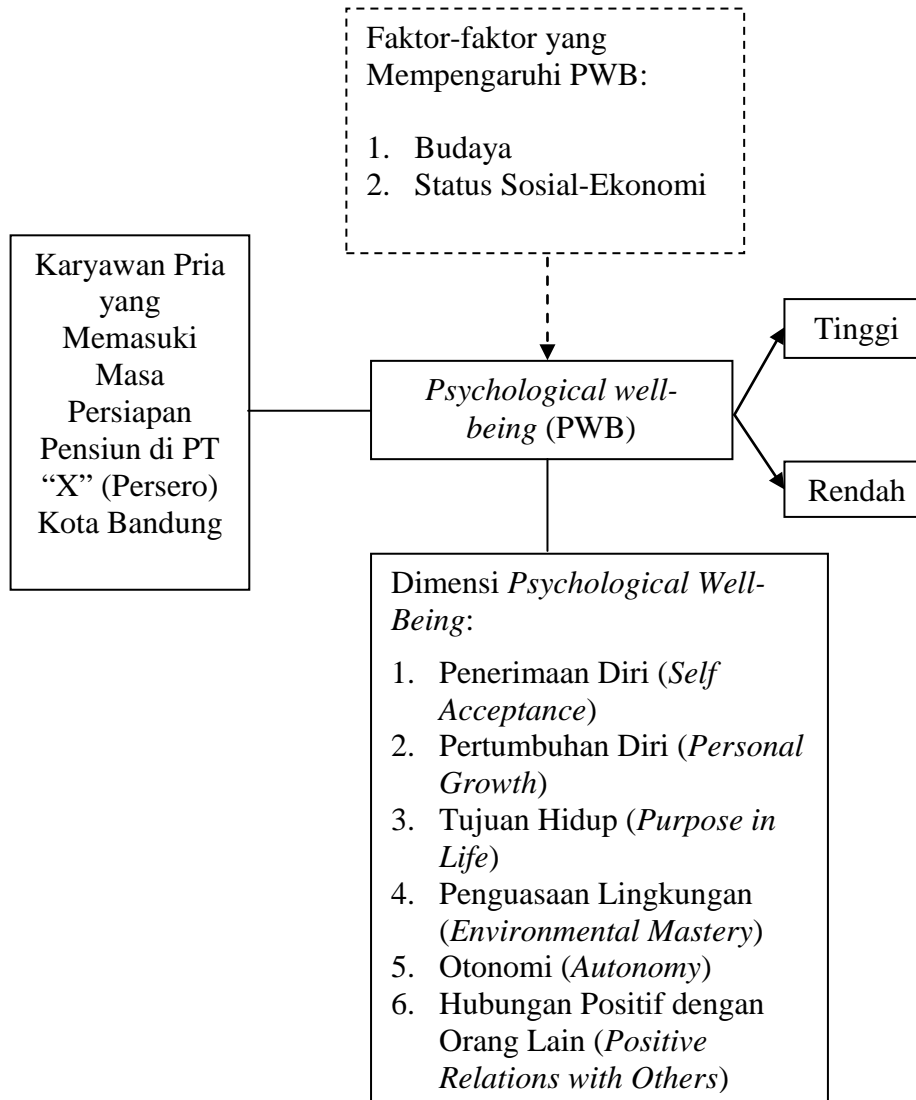 Faktor-faktor yang
Mempengaruhi PWB:
1. Budaya
2. Status Sosial-Ekonomi
Karyawan Pria
yang
Memasuki
Masa
Persiapan
Pensiun di PT
“X” (Persero)
Kota Bandung
Psychological well-
being (PWB)
Tinggi
Rendah
Dimensi Psychological Well-
Being:
1. Penerimaan Diri (Self
Acceptance)
2. Pertumbuhan Diri (Personal
Growth)
3. Tujuan Hidup (Purpose in
Life)
4. Penguasaan Lingkungan
(Environmental Mastery)
5. Otonomi (Autonomy)
6. Hubungan Positif dengan
Orang Lain (Positive
Relations with Others)